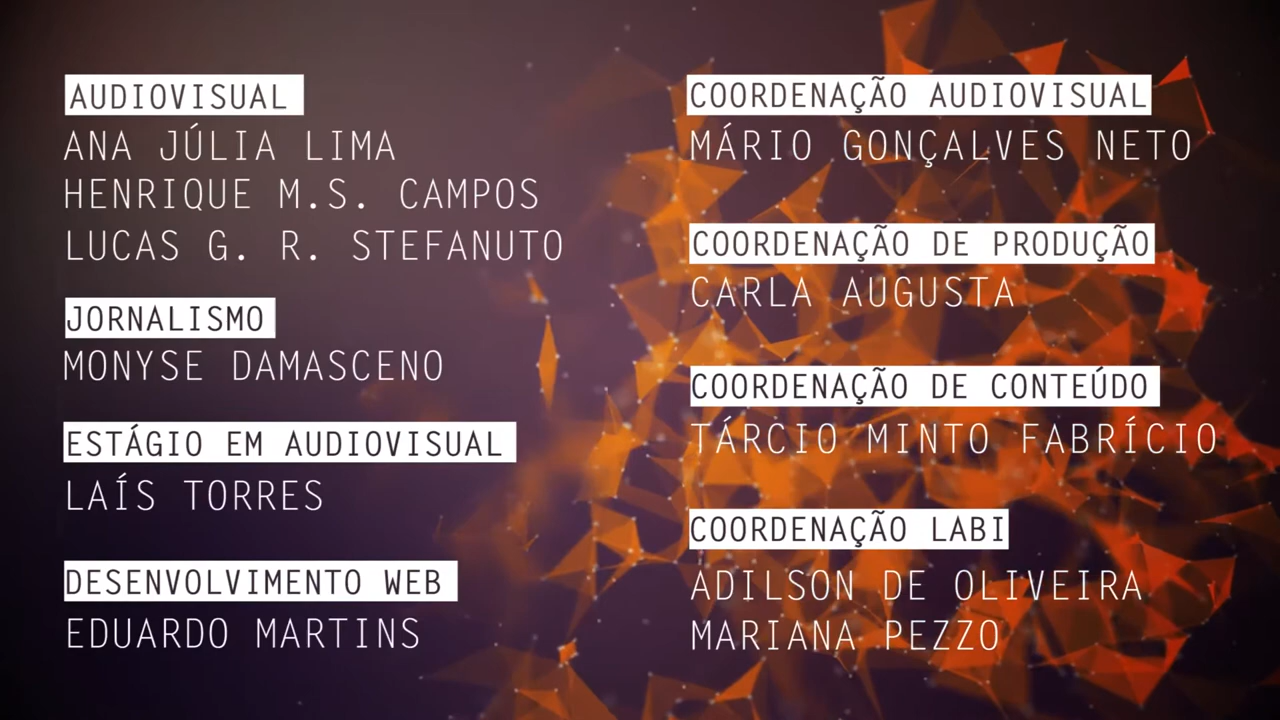 AUDIOVISUAL
ANA JÚLIA LIMA
HENRIQUE M.S. CAMPOS
LUCAS G. R. STEFANUTO
JORNALISMO
MONYSE DAMASCENO
ESTÁGIO EM AUDIOVISUAL
LAÍS TORRES
DESENVOLVIMENTO WEB
EDUARDO MARTINS
COORDENAÇÃO AUDIOVISUAL
MÁRIO GONÇALVES NETO
COORDENAÇÃO DE PRODUÇÃO
CARLA AUGUSTA
COORDENAÇÃO DE CONTEÚDO
TÁRCIO MINTO FABRÍCIO
COORDENAÇÃO LABI
ADILSON DE OLIVEIRA
MARIANA PEZZO